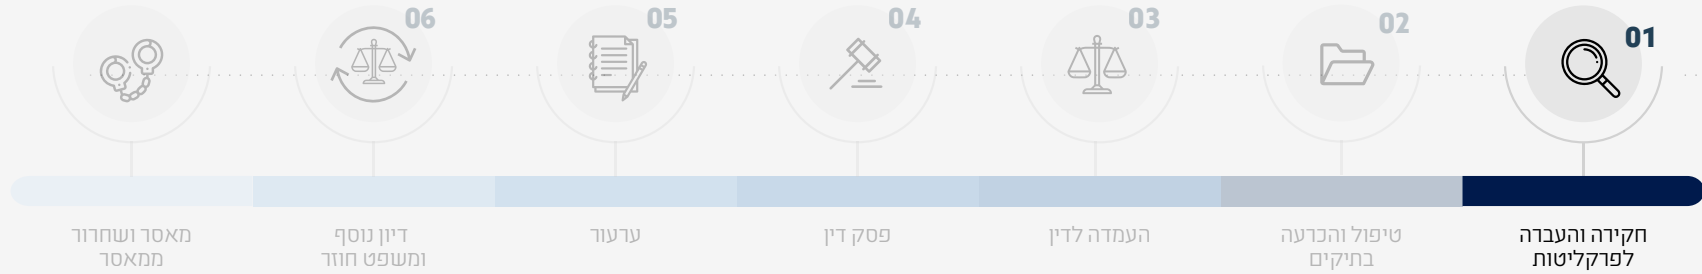 01
חקירה והעברה
לפרקליטות
02
טיפול והכרעה
בתיקים
03
העמדה לדין
04
פסק דין
05
ערעור
06
דיון נוסף
ומשפט חוזר
מאסר ושחרור
ממאסר